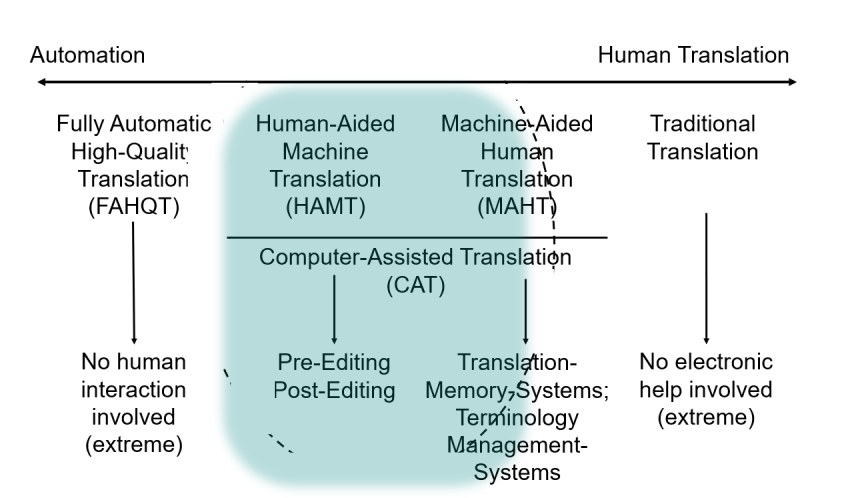 Automation
Human Translation
Fully Automatic
High-Quality
Translation
(FAHQT)
Human-Aided
Machine
Translation
(HAMT)
Machine-Aided
Human
Translation
(MAHT)
Traditional
Translation
Computer-Assisted Translation
(CAT)
No human
interaction
involved
(extreme)
Pre-Editing
Post-Editing
Translation-
Memory-Systems;
Terminology
Management-
Systems
No electronic
help involved
(extreme)